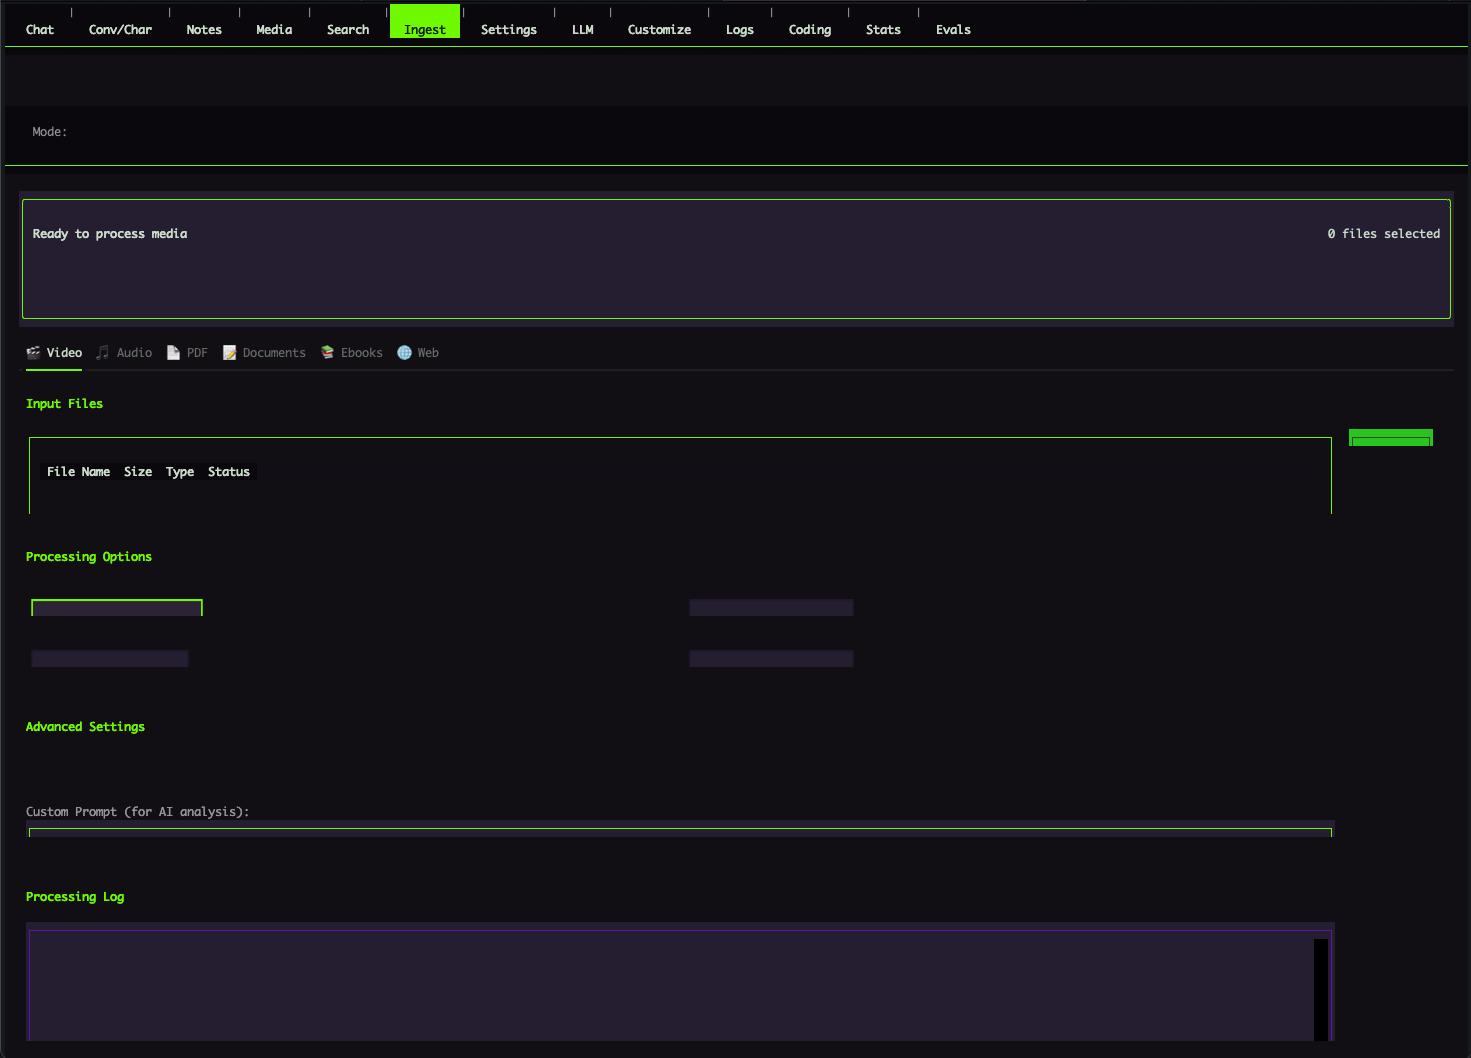 Chat Conv/Char Notes Media Search Ingest Settings LLM Customize Logs Coding Stats Evals
Mode:
Ready to process media 0 files selected
Video Audio PDF Documents Ebooks Web
Input Files
File Name Size Type Status
Processing Options
Advanced Settings
Custom Prompt (for AI analysis):
Processing Log